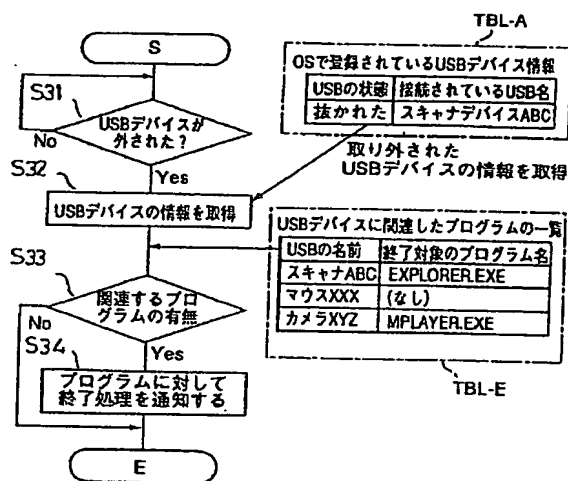 S
TBL-A
OSで登録されているUSBデバイス情報
USBの状態 接続されているUSB名
抜かれた スキャナデバイスABC
取り外された
USBデバイスの情報を取得
S31
USBデバイスが
外された?
No
Yes
S32
USBデバイスの情報を取得
USBデバイスに関連したプログラムの一覧
USBの名前 終了対象のプログラム名
スキャナABC EXPLORER.EXE
マウスXXX (なし)
カメラXYZ MPLAYER.EXE
TBL-E
S33
関連するプロ
グラムの有無
No
Yes
S34
プログラムに対して
終了処理を通知する
E